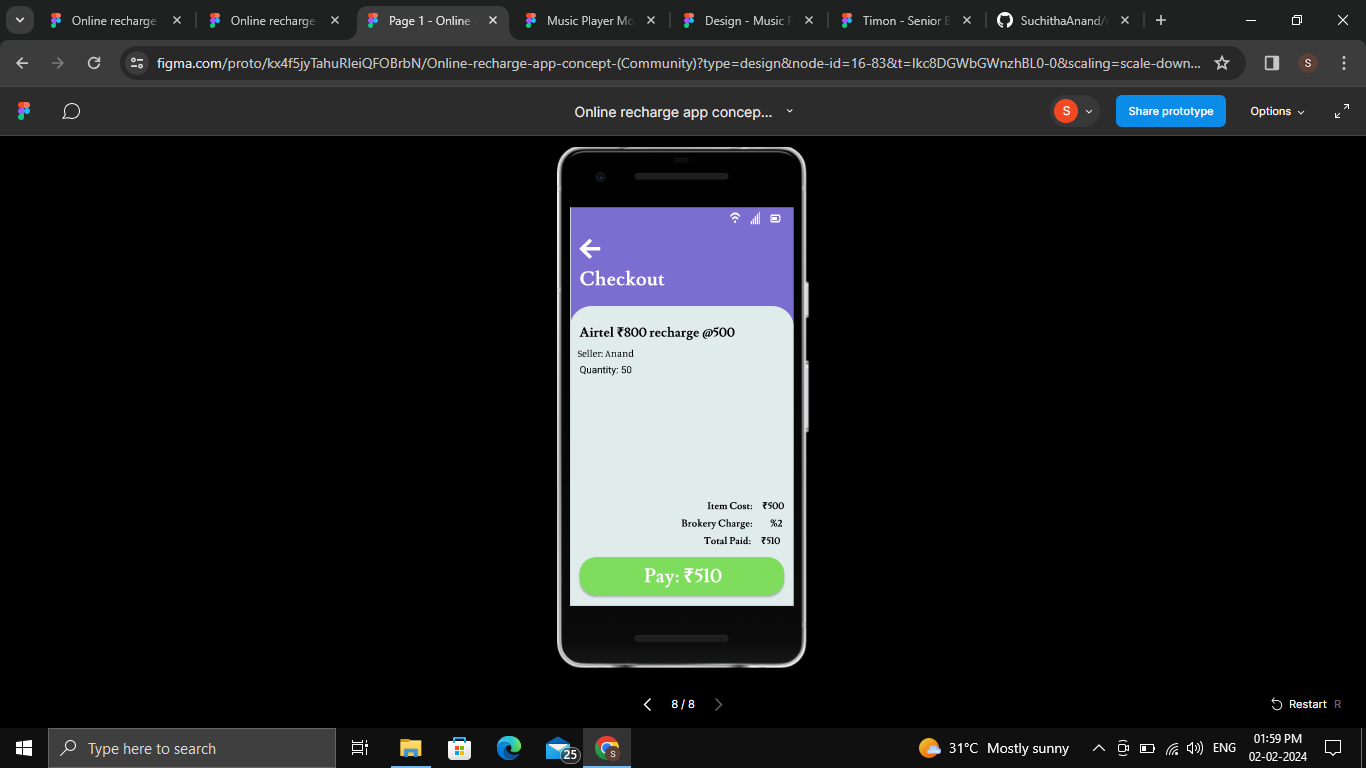 Online recharge
Online recharge
Page 1 - Online
Music Player Mo
Design - Music
Timon - Senior
SuchithaAnand/
figma.com/proto/kx4f5jyTahuRleiQFOBrbN/Online-recharge-app-concept-(Community)?type=design&node-id=16-83&t=Ikc8DGWbGWnzhBL0-0&scaling=scale-down...
S
Online recharge app concep...
S
Share prototype
Options
Checkout
Airtel ₹800 recharge @500
Seller: Anand
Quantity: 50
Item Cost: ₹500
Brokery Charge: %2
Total Paid: ₹510
Pay: ₹510
8 / 8
Restart R
Type here to search
25
S
31°C Mostly sunny
ENG
01:59 PM
02-02-2024